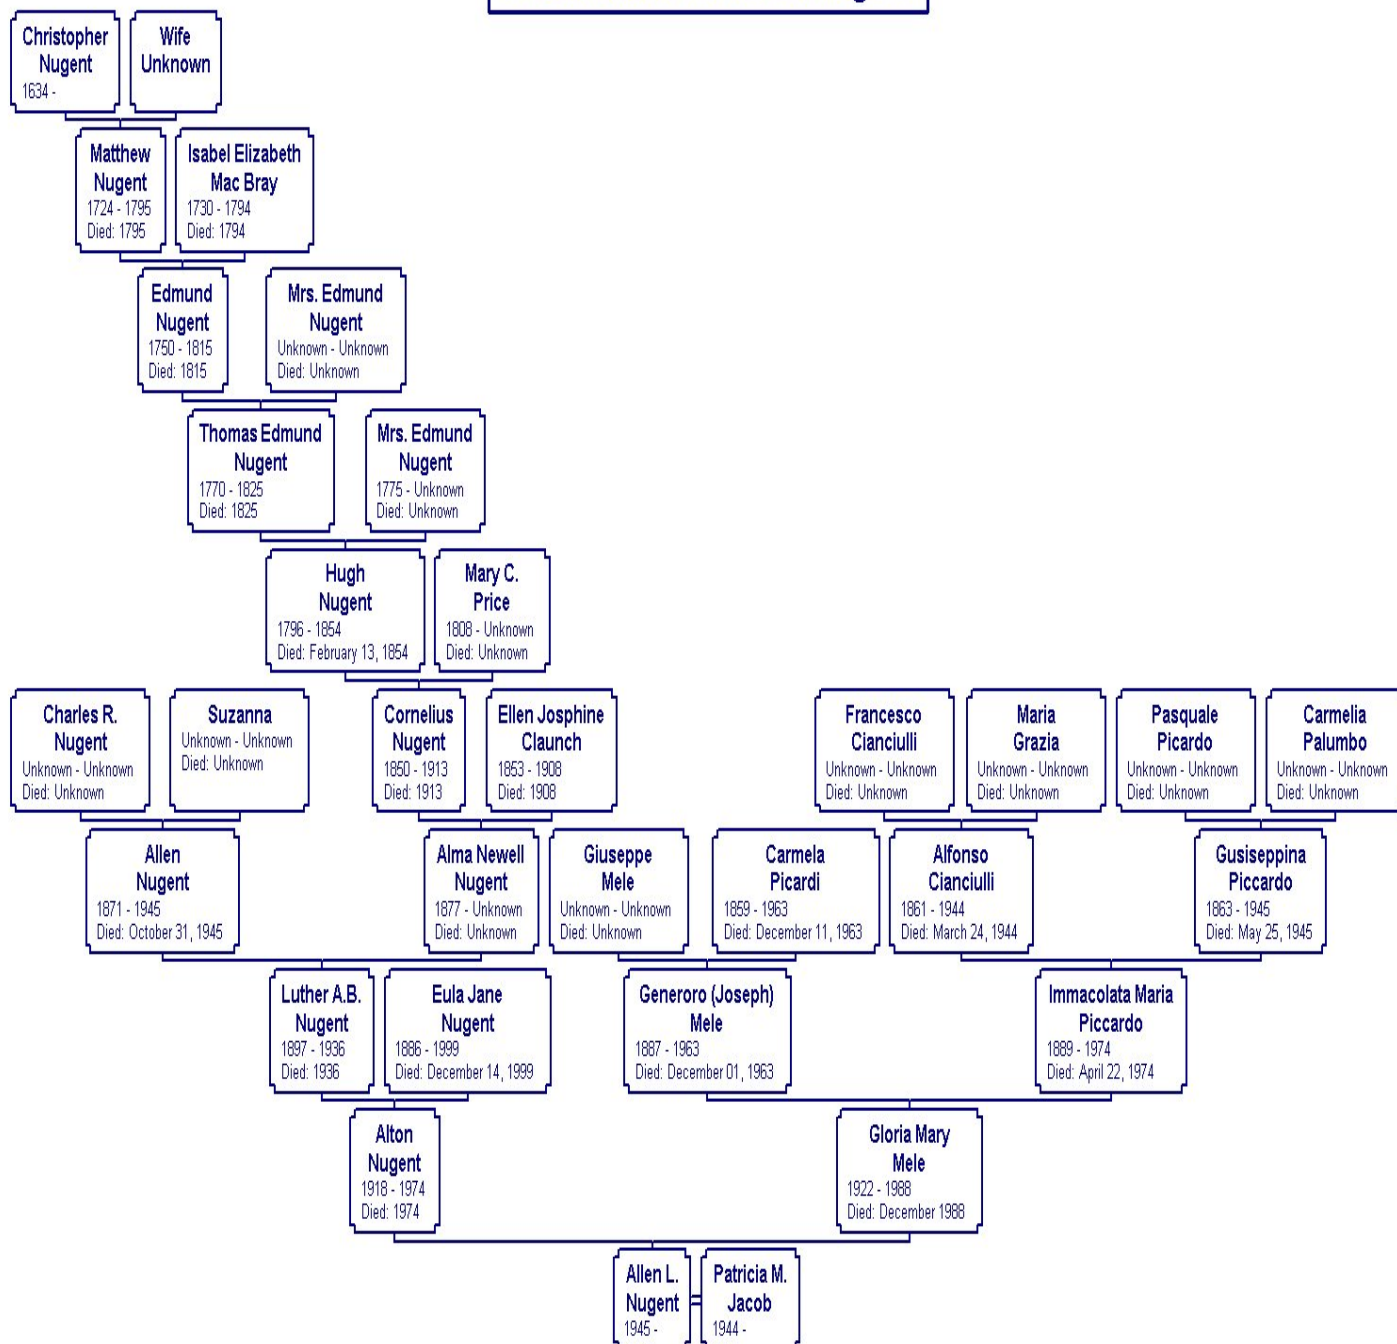 Christopher
Nugent
1634 -
Wife
Unknown
Matthew
Nugent
1724 - 1795
Died: 1795
Isabel Elizabeth
Mac Bray
1730 - 1794
Died: 1794
Edmund
Nugent
1750 - 1815
Died: 1815
Mrs. Edmund
Nugent
Unknown - Unknown
Died: Unknown
Thomas Edmund
Nugent
1770 - 1825
Died: 1825
Mrs. Edmund
Nugent
1775 - Unknown
Died: Unknown
Hugh
Nugent
1796 - 1854
Died: February 13, 1854
Mary C.
Price
1808 - Unknown
Died: Unknown
Charles R.
Nugent
Unknown - Unknown
Died: Unknown
Suzanna
Unknown - Unknown
Died: Unknown
Cornelius
Nugent
1850 - 1913
Died: 1913
Ellen Josphine
Claunch
1853 - 1908
Died: 1908
Francesco
Cianciulli
Unknown - Unknown
Died: Unknown
Maria
Grazia
Unknown - Unknown
Died: Unknown
Pasquale
Picardo
Unknown - Unknown
Died: Unknown
Carmelia
Palumbo
Unknown - Unknown
Died: Unknown
Allen
Nugent
1871 - 1945
Died: October 31, 1945
Alma Newell
Nugent
1877 - Unknown
Died: Unknown
Giuseppe
Mele
Unknown - Unknown
Died: Unknown
Carmela
Picardi
1859 - 1963
Died: December 11, 1963
Alfonso
Cianciulli
1861 - 1944
Died: March 24, 1944
Gusiseppina
Piccardo
1863 - 1945
Died: May 25, 1945
Luther A.B.
Nugent
1897 - 1936
Died: 1936
Eula Jane
Nugent
1886 - 1999
Died: December 14, 1999
Generoro (Joseph)
Mele
1887 - 1963
Died: December 01, 1963
Immacolata Maria
Piccardo
1889 - 1974
Died: April 22, 1974
Alton
Nugent
1918 - 1974
Died: 1974
Gloria Mary
Mele
1922 - 1988
Died: December 1988
Allen L.
Nugent
1945 -
Patricia M.
Jacob
1944 -